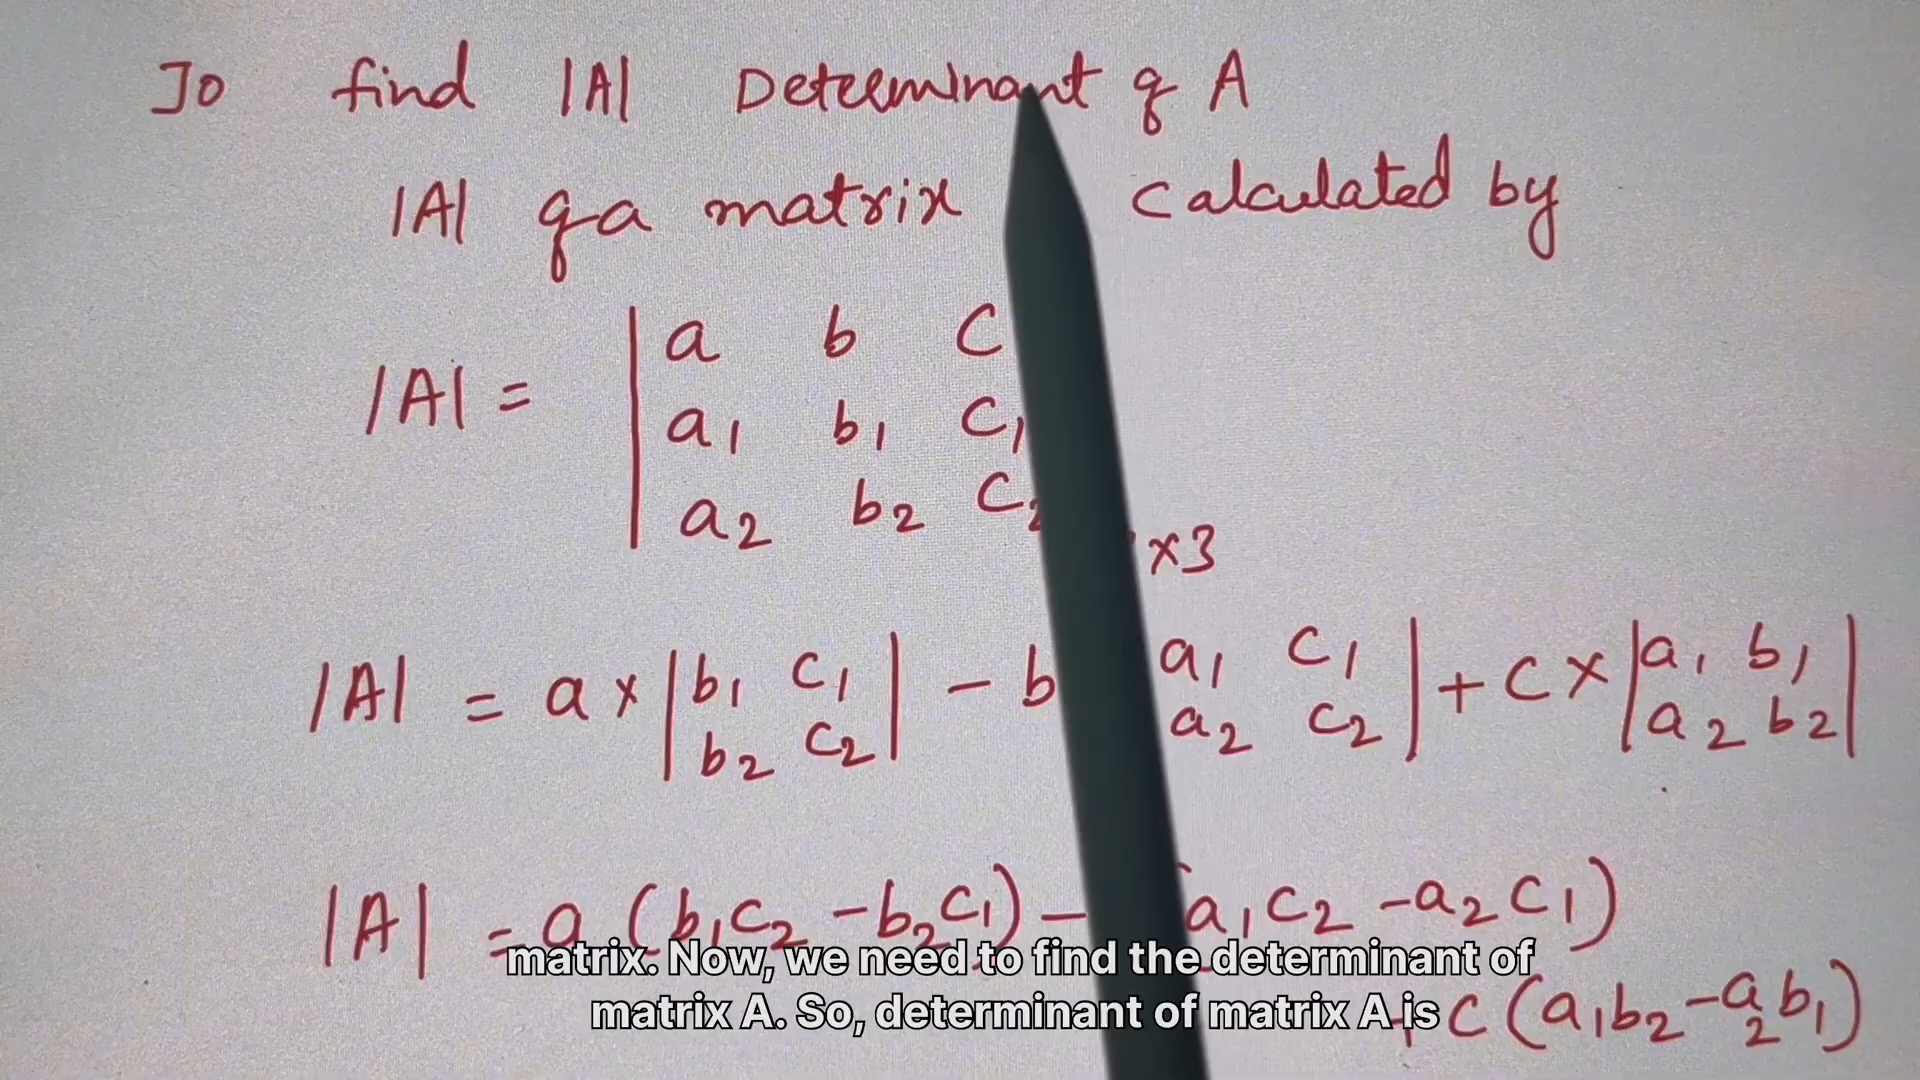 To find |A| Determinant of A
|A| of a matrix calculated by
a b c
|A| = a1 b1 c1
a2 b2 c2
×3
|A| = a × |b1 c1| - b a1 c1| + c × |a1 b1|
b2 c2 a2 c2 a2 b2
|A| = a (b1c2 - b2c1) - (a1c2 - a2c1)
+ c (a1b2 - a2b1)
matrix. Now, we need to find the determinant of
matrix A. So, determinant of matrix A is